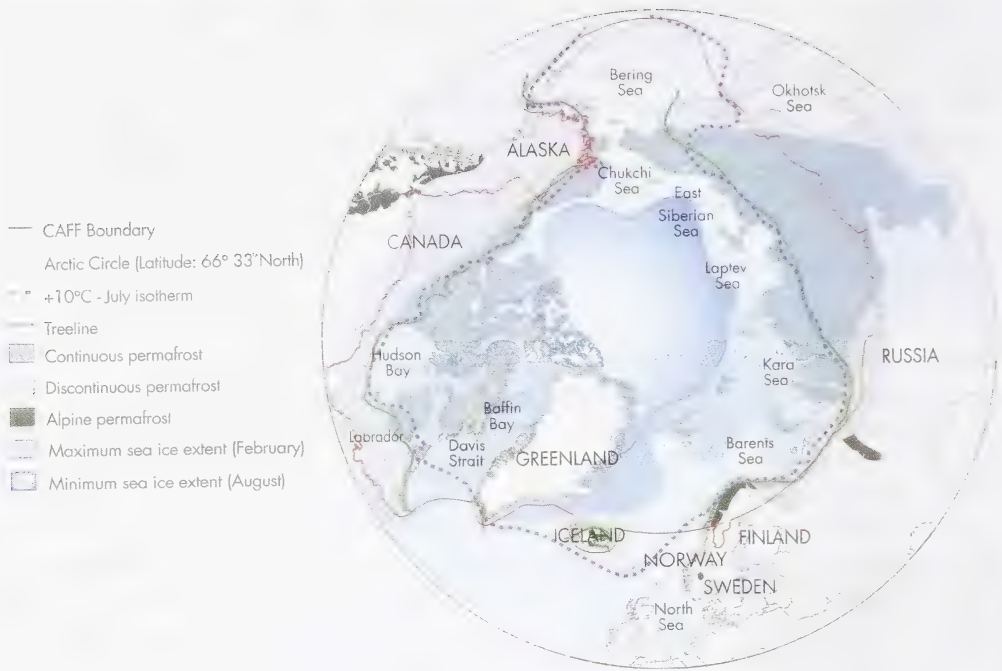 CAFF Boundary
Arctic Circle (Latitude: 66° 33" North)
+10°C - July isotherm
Treeline
Continuous permafrost
Discontinuous permafrost
Alpine permafrost
Maximum sea ice extent (February)
Minimum sea ice extent (August)
Bering
Sea
Okhotsk
Sea
ALASKA
Chukchi
Sea
East
Siberian
Sea
CANADA
Laptev
Sea
Hudson
Bay
Kara
Sea
RUSSIA
Baffin
Bay
Labrador
Davis
Strait
GREENLAND
Barents
Sea
ICELAND
FINLAND
NORWAY
SWEDEN
North
Sea